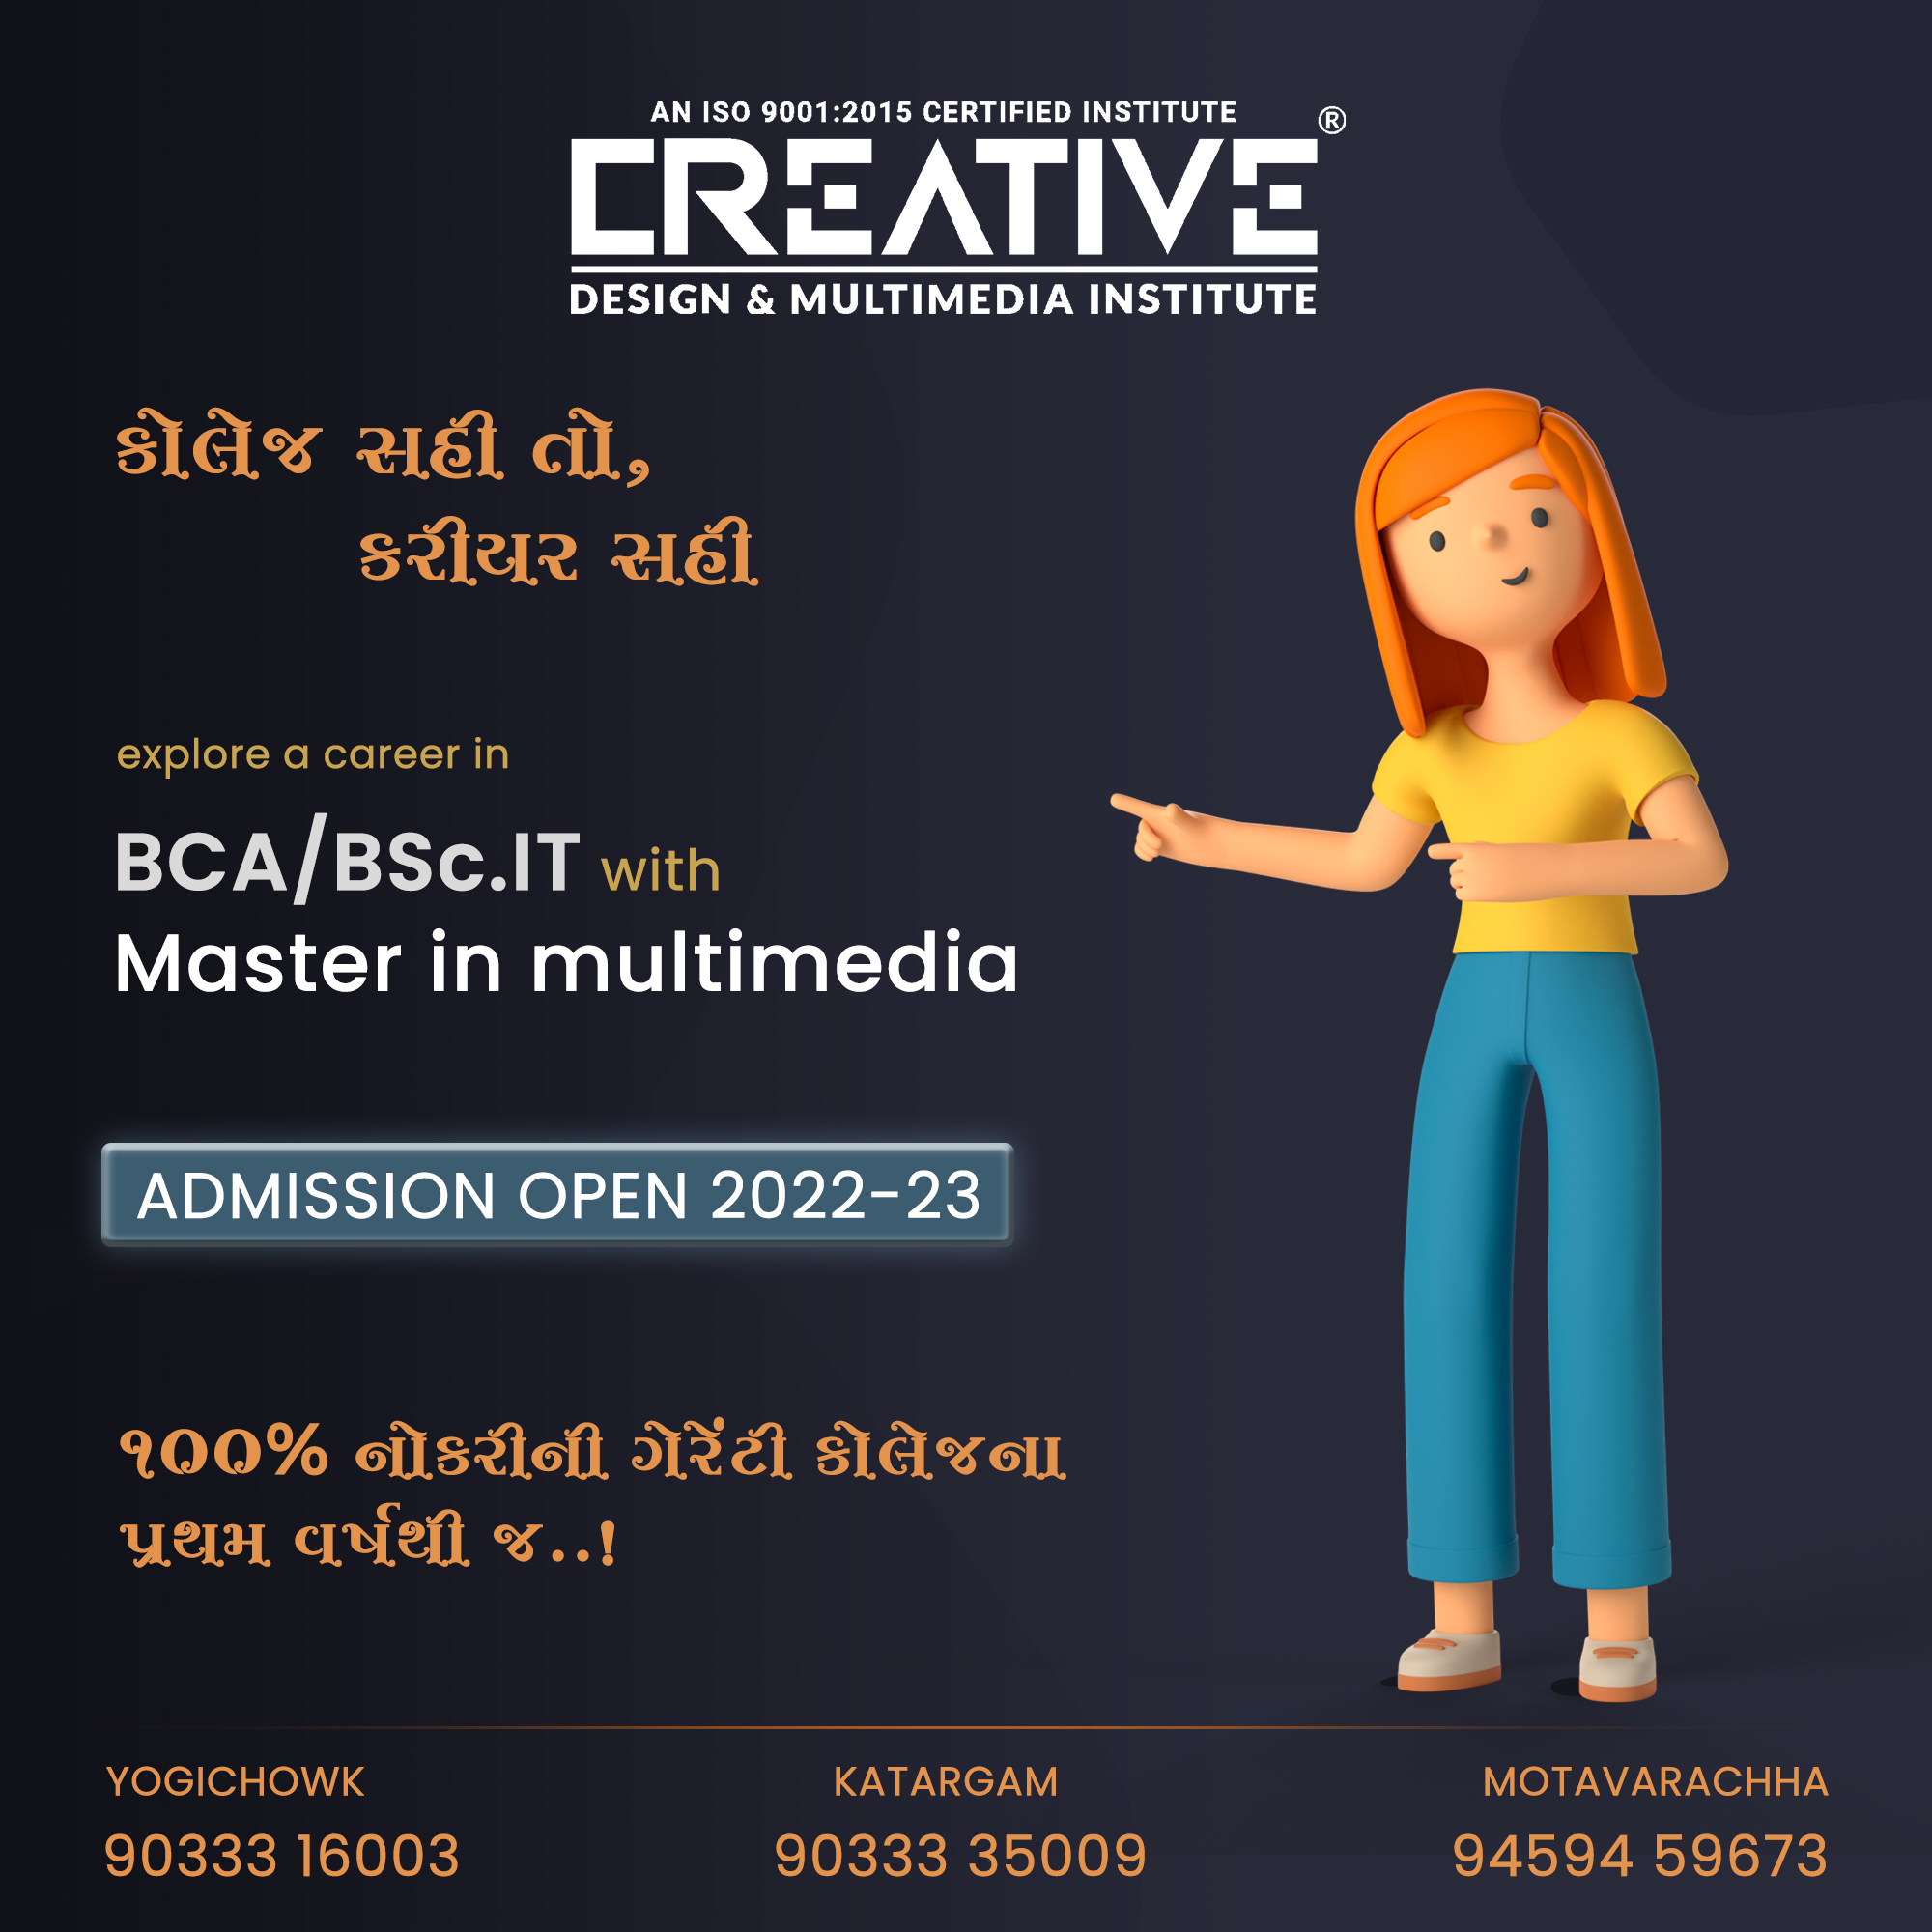 AN ISO 9001:2015 CERTIFIED INSTITUTE
CREATIVE®
DESIGN & MULTIMEDIA INSTITUTE
કોલેજ સહી તો,
કરીયર સહી
explore a career in
BCA/BSc.IT with
Master in multimedia
ADMISSION OPEN 2022-23
૧૦૦% નોકરીની ગેરેંટી કોલેજના
પ્રથમ વર્ષથી જ..!
YOGICHOWK
90333 16003
KATARGAM
90333 35009
MOTAVARACHHA
94594 59673